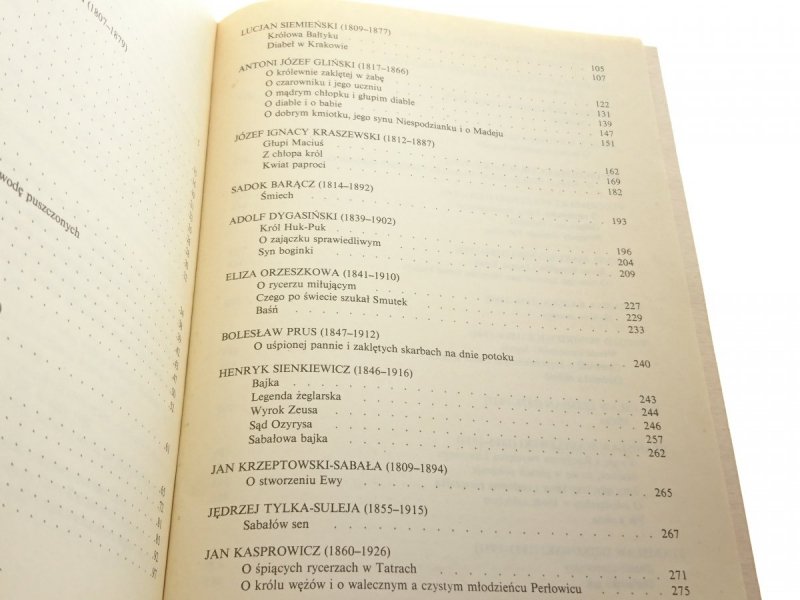 (1807–1879)
wodę puszczonych
LUCJAN SIEMIEŃSKI (1809–1877)
Królowa Bałtyku 105
Diabeł w Krakowie 107
ANTONI JÓZEF GLIŃSKI (1817–1866)
O królewnie zaklętej w żabę 122
O czarowniku i jego uczniu 131
O mądrym chłopku i głupim diable 139
O diable i o babie 147
O dobrym kmiotku, jego synu Niespodzianku i o Madeju 151
JÓZEF IGNACY KRASZEWSKI (1812–1887)
Głupi Maciuś 162
Z chłopa król 169
Kwiat paproci 182
SADOK BARĄCZ (1814–1892)
Śmiech 193
ADOLF DYGASIŃSKI (1839–1902)
Król Huk-Puk 196
O zajączku sprawiedliwym 204
Syn boginki 209
ELIZA ORZESZKOWA (1841–1910)
O rycerzu miłującym 227
Czego po świecie szukał Smutek 229
Baśń 233
BOLESŁAW PRUS (1847–1912)
O uśpionej pannie i zaklętych skarbach na dnie potoku 240
HENRYK SIENKIEWICZ (1846–1916)
Bajka 243
Legenda żeglarska 244
Wyrok Zeusa 246
Sąd Ozyrysa 257
Sabałowa bajka 262
JAN KRZEPTOWSKI-SABAŁA (1809–1894)
O stworzeniu Ewy 265
JĘDRZEJ TYLKA-SULEJA (1855–1915)
Sabałów sen 267
JAN KASPROWICZ (1860–1926)
O śpiących rycerzach w Tatrach 271
O królu wężów i o walecznym a czystym młodzieńcu Perłowicu 275